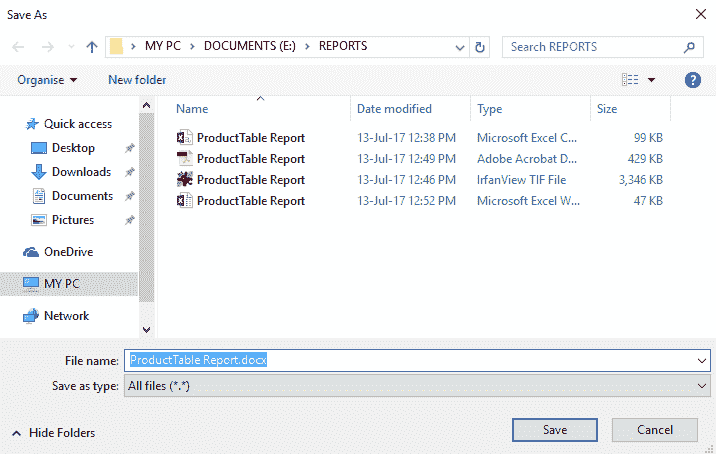 Save As
MY PC > DOCUMENTS (E:) > REPORTS
Search REPORTS
Organise
New folder
?
Name Date modified Type Size
Quick access
Desktop
Downloads
Documents
Pictures
OneDrive
MY PC
Network
ProductTable Report 13-Jul-17 12:38 PM Microsoft Excel C... 99 KB
ProductTable Report 13-Jul-17 12:49 PM Adobe Acrobat D... 429 KB
ProductTable Report 13-Jul-17 12:46 PM IrfanView TIF File 3,346 KB
ProductTable Report 13-Jul-17 12:52 PM Microsoft Excel W... 47 KB
File name: ProductTable Report.docx
Save as type: All files (*.*)
Hide Folders
Save
Cancel